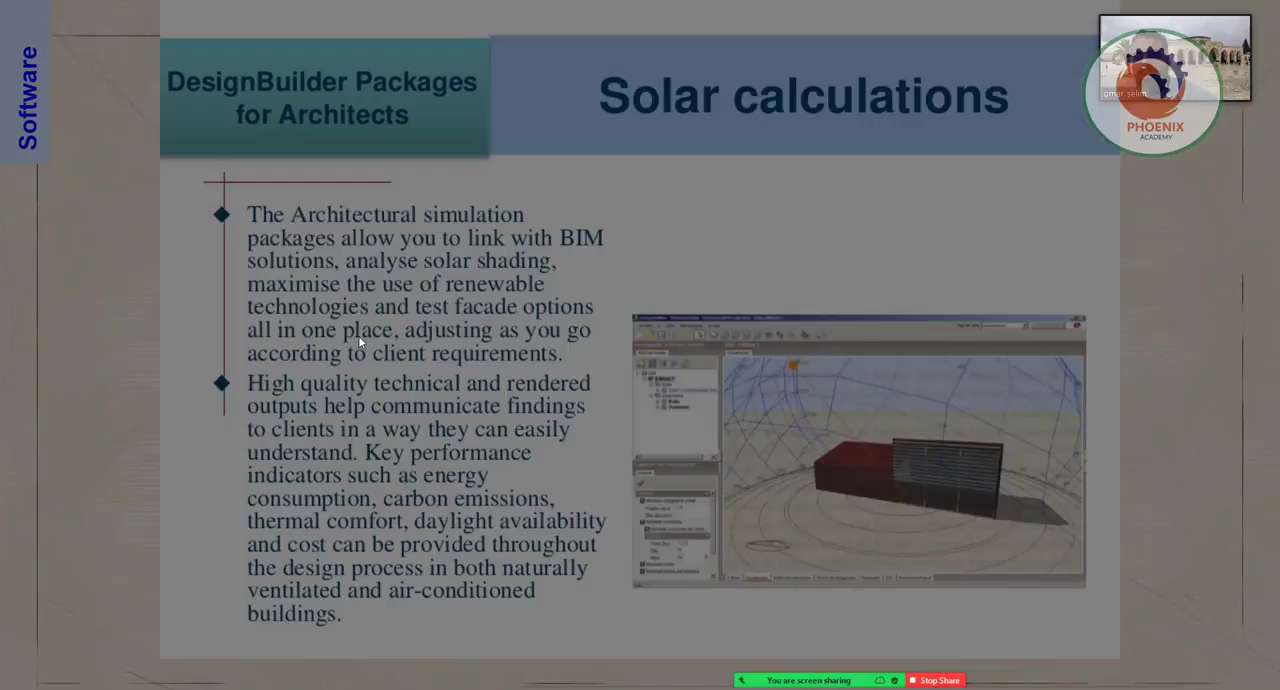 Software
DesignBuilder Packages
for Architects
Solar calculations
omar selim
PHOENIX
ACADEMY
The Architectural simulation
packages allow you to link with BIM
solutions, analyse solar shading,
maximise the use of renewable
technologies and test facade options
all in one place, adjusting as you go
according to client requirements.
High quality technical and rendered
outputs help communicate findings
to clients in a way they can easily
understand. Key performance
indicators such as energy
consumption, carbon emissions,
thermal comfort, daylight availability
and cost can be provided throughout
the design process in both naturally
ventilated and air-conditioned
buildings.
You are screen sharing
Stop Share